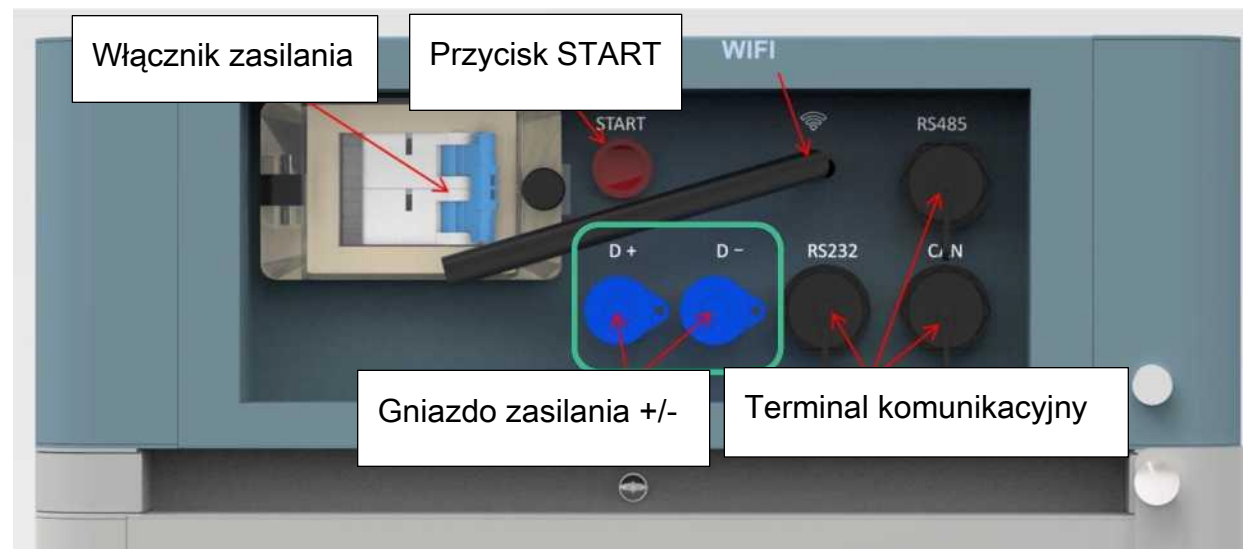 Włącznik zasilania
Przycisk START
WIFI
START
RS485
D +
D −
RS232
CAN
Gniazdo zasilania +/-
Terminal komunikacyjny